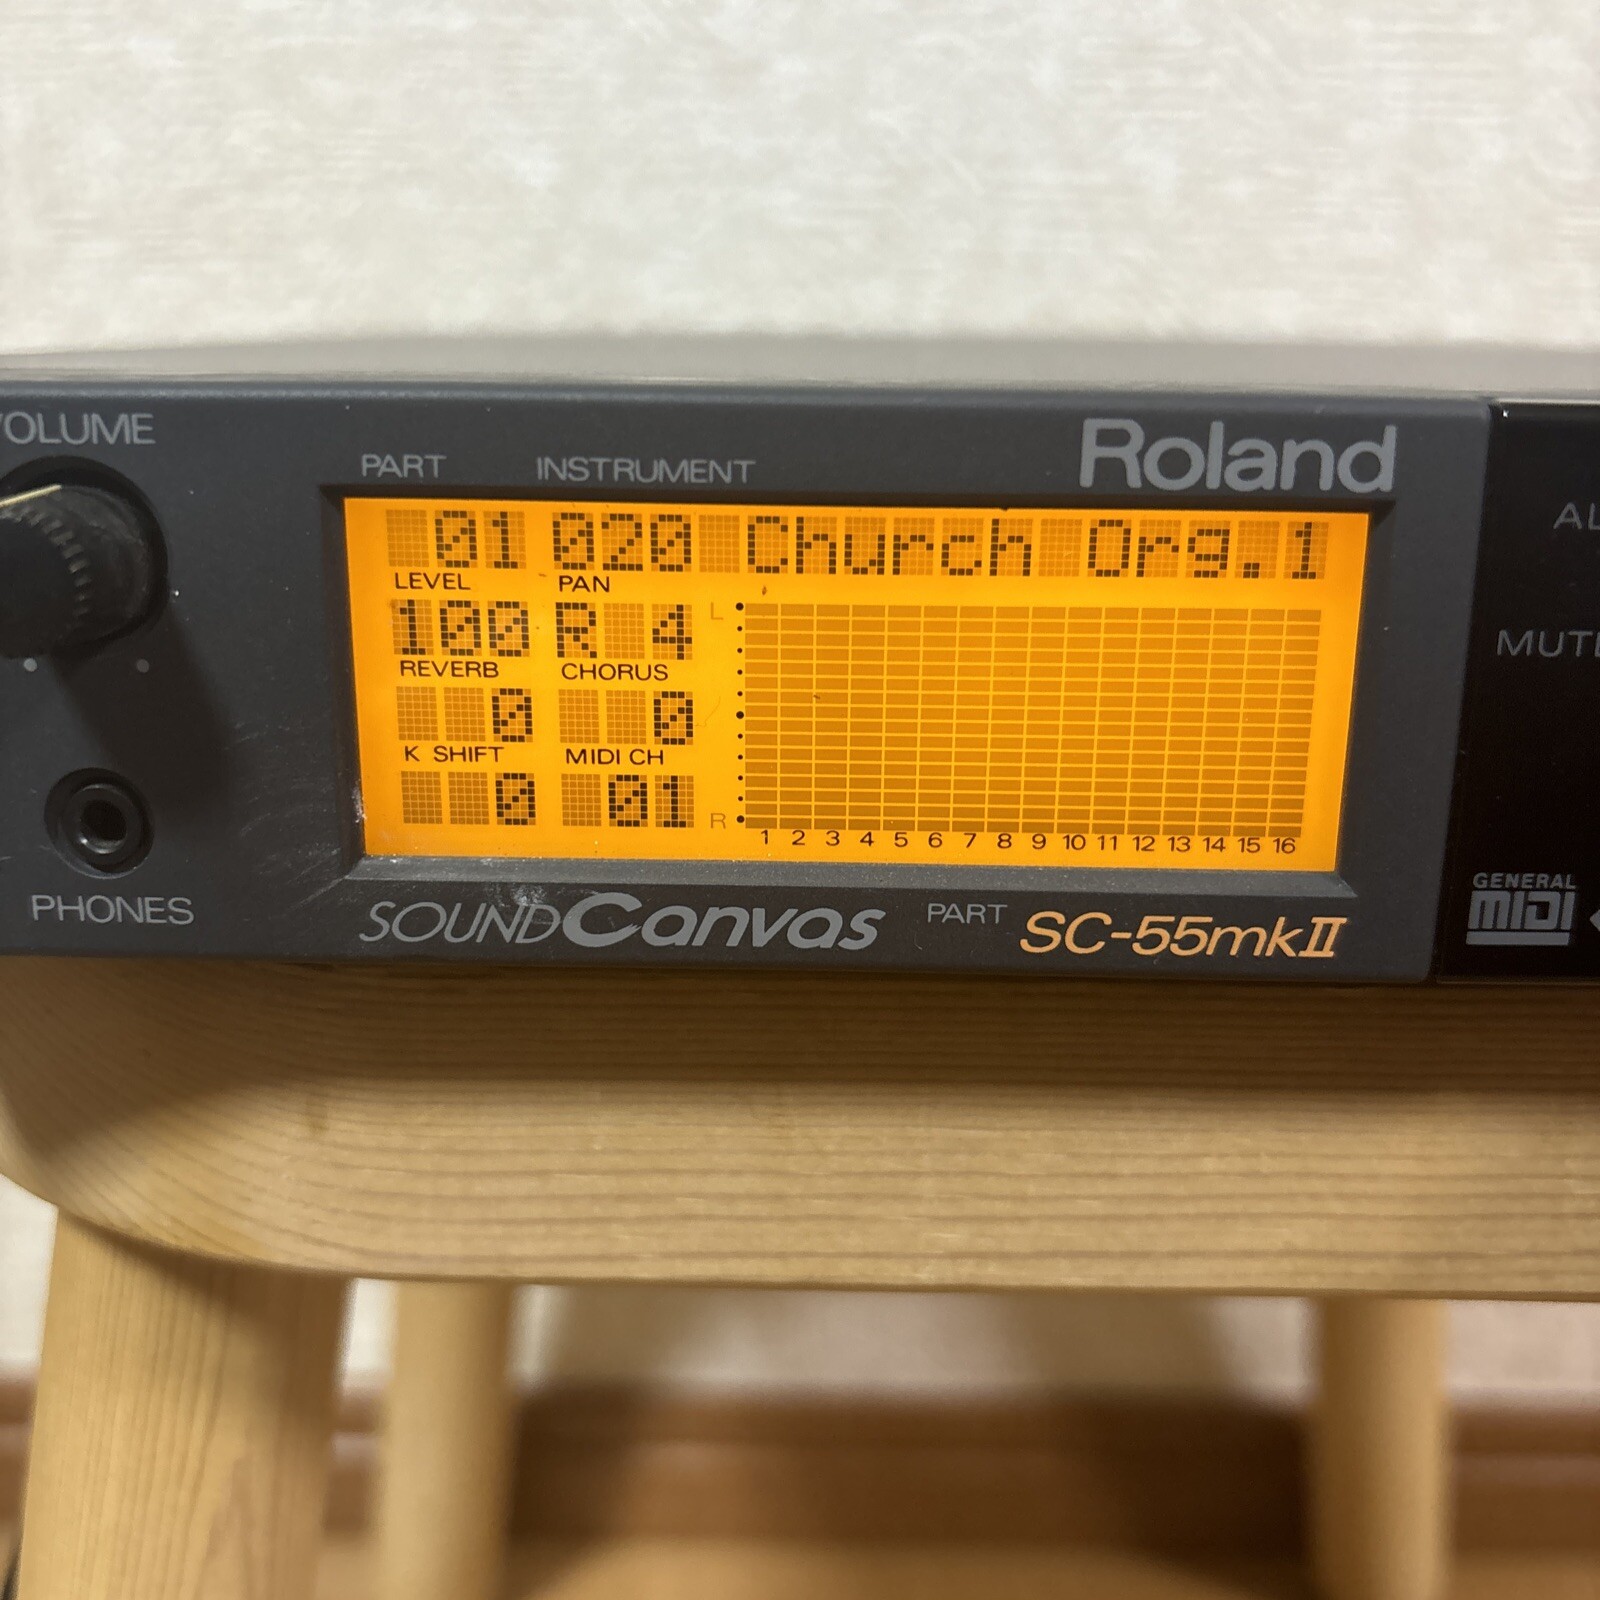 VOLUME
PART INSTRUMENT
Roland
01 020 Church Org.1
LEVEL PAN
100 R 4
L
REVERB CHORUS
0 0
K SHIFT MIDI CH
0 01
R
1 2 3 4 5 6 7 8 9 10 11 12 13 14 15 16
PHONES
SOUND Canvas PART SC-55mkII
AL
MUTE
GENERAL
MIDI